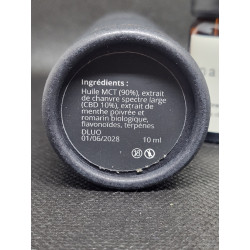 Ingrédients :
Huile MCT (90%), extrait
de chanvre spectre large
(CBD 10%), extrait de
menthe poivrée et
romarin biologique,
flavonoïdes, terpènes
DLUO
01/06/2028 10 ml
na